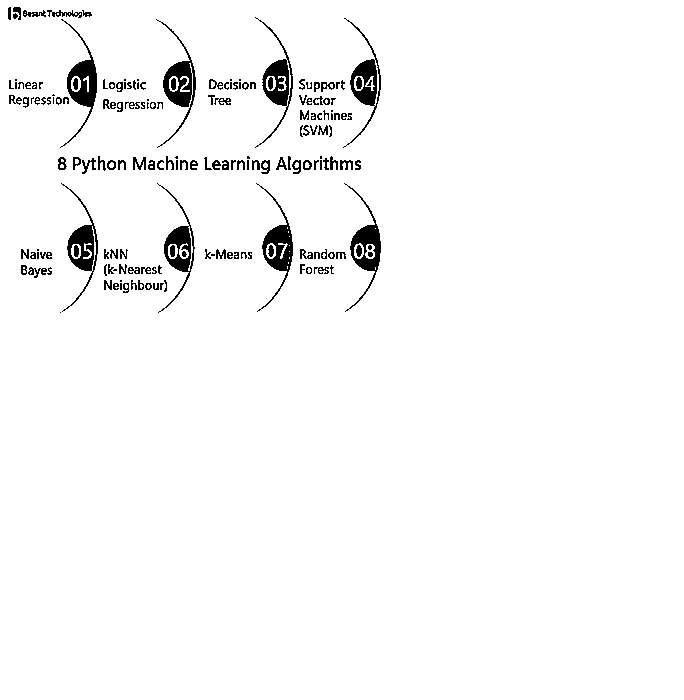 Besant Technologies
Linear
Regression
01
Logistic
Regression
02
Decision
Tree
03
Support
Vector
Machines
(SVM)
04
8 Python Machine Learning Algorithms
Naive
Bayes
05
kNN
(k-Nearest
Neighbour)
06
k-Means
07
Random
Forest
08